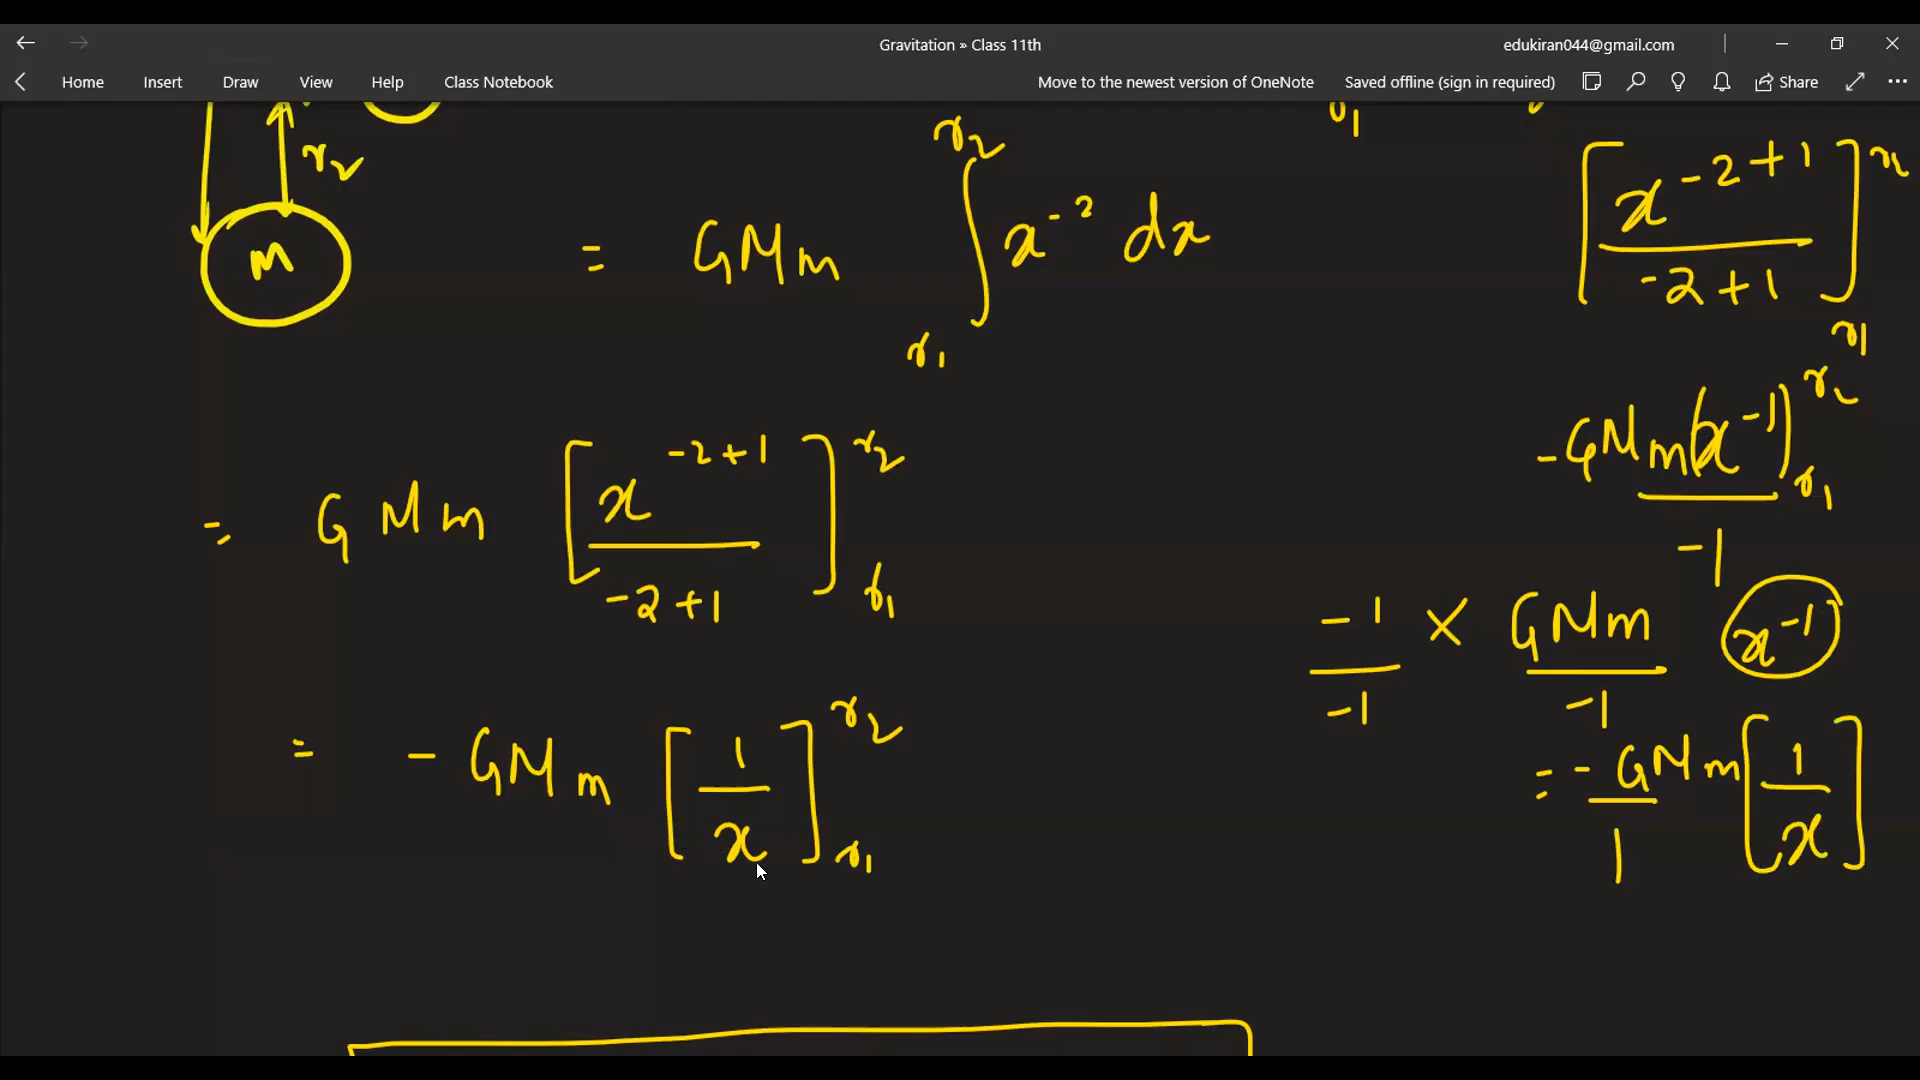 Gravitation » Class 11th
edukiran044@gmail.com
Home Insert Draw View Help Class Notebook
Move to the newest version of OneNote Saved offline (sign in required) Share
r₂
m
= GMm ∫_{r₁}^{r₂} x⁻² dx
= GMm [x^{-2+1} / -2+1]_{r₁}^{r₂}
= - GMm [1/x]_{r₁}^{r₂}
[x^{-2+1} / -2+1]_{r₁}^{r₂}
-GMm(x⁻¹)_{r₁}^{r₂} / -1
-1/-1 × GMm/-1 x⁻¹
= -GMm/1 [1/x]